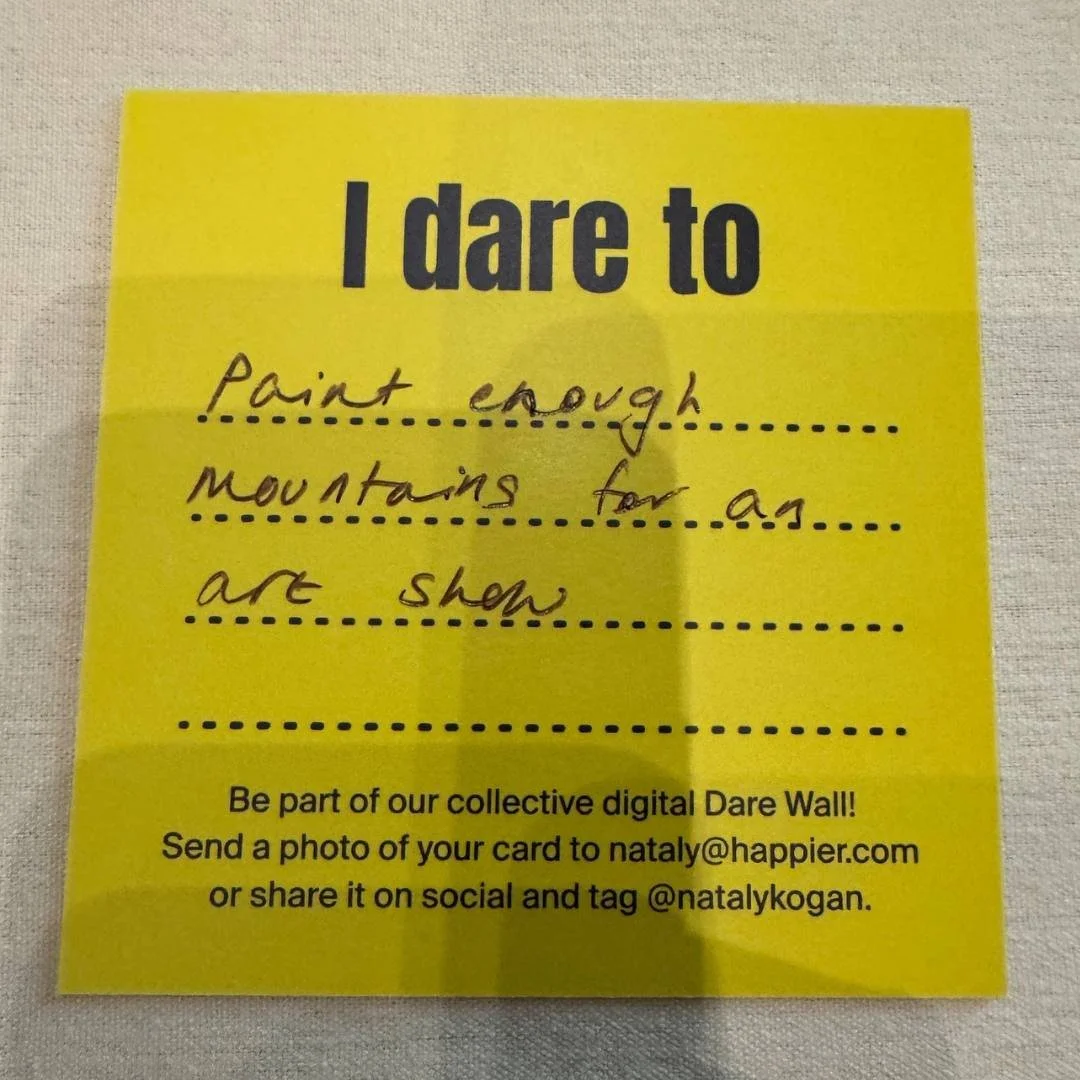 I dare to
Paint enough
mountains for an
art show
Be part of our collective digital Dare Wall!
Send a photo of your card to nataly@happier.com
or share it on social and tag @natalykogan.